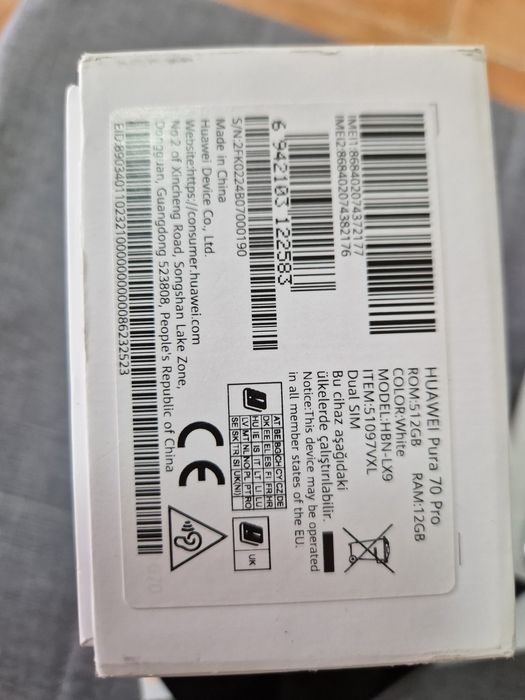 HUAWEI Pura 70 Pro
ROM:512GB RAM:12GB
COLOR:White
MODEL:HBN-LX9
ITEM:51097VXL
Dual SIM
Bu cihaz aşağıdaki
ülkelerde çalıştırılabilir.
Notice:This device may be operated
in all member states of the EU.
IMEI1:868402074372177
IMEI2:868402074382176
6 942103 122583
S/N:2FK0224B07000190
Made in China
Huawei Device Co., Ltd.
Website:https://consumer.huawei.com
No.2 of Xincheng Road, Songshan Lake Zone,
Dongguan, Guangdong 523808, People's Republic of China
AT BE BG CH CY CZ DE
DK EE EL ES FI FR HR
HU IE IS IT LT LI LU
LV MT NL NO PL PT RO
SE SK TR SI UK(NI)
UK
CE